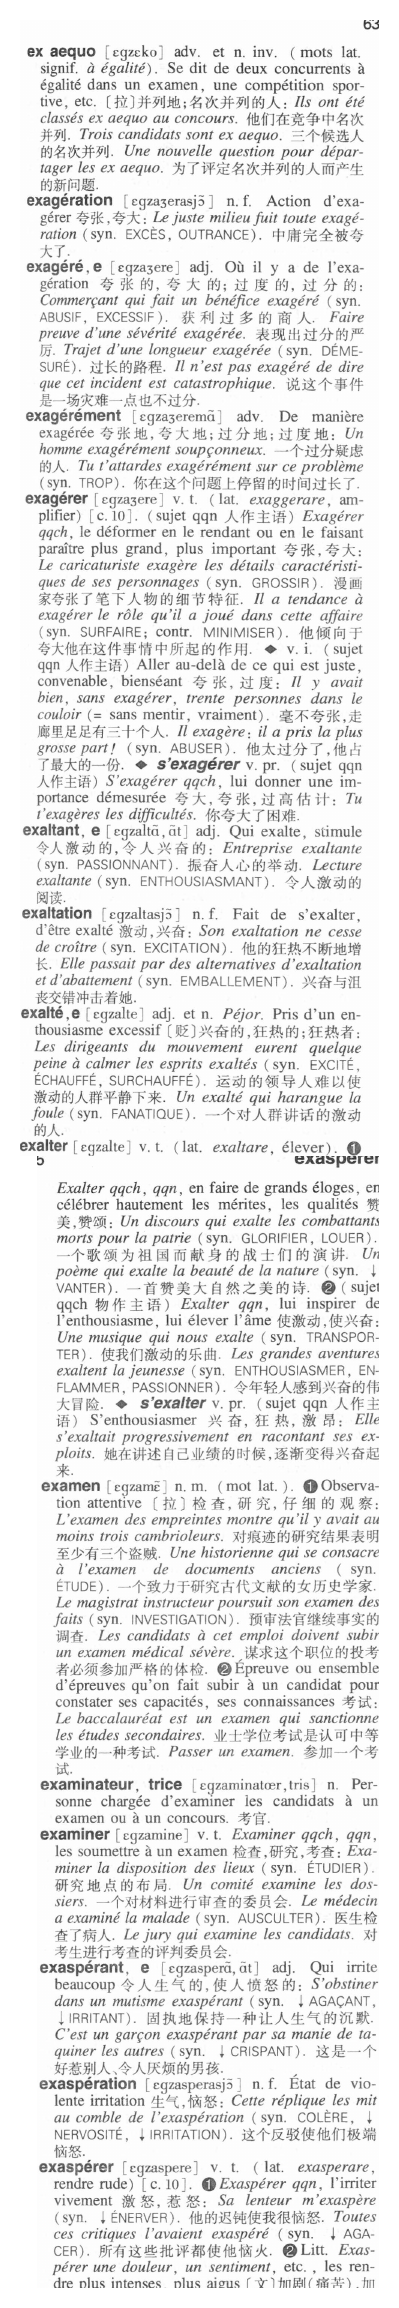 63
ex aequo [ɛgzeko] adv. et n. inv. ( mots lat.
signif. à égalité). Se dit de deux concurrents à
égalité dans un examen, une compétition spor-
tive, etc. [拉]并列地;名次并列的人: Ils ont été
classés ex aequo au concours. 他们在竞争中名次
并列. Trois candidats sont ex aequo. 三个候选人
的名次并列. Une nouvelle question pour dépar-
tager les ex aequo. 为了评定名次并列的人而产生
的新问题.
exagération [ɛgzaʒerasjɔ̃] n. f. Action d'exa-
gérer 夸张,夸大: Le juste milieu fuit toute exagé-
ration (syn. EXCÈS, OUTRANCE). 中庸完全被夸
大了.
exagéré, e [ɛgzaʒere] adj. Où il y a de l'exa-
gération 夸张的,夸大的;过度的,过分的:
Commerçant qui fait un bénéfice exagéré (syn.
ABUSIF, EXCESSIF). 获利过多的商人. Faire
preuve d'une sévérité exagérée. 表现出过分的严
厉. Trajet d'une longueur exagérée (syn. DÉME-
SURÉ). 过长的路程. Il n'est pas exagéré de dire
que cet incident est catastrophique. 说这个事件
是一场灾难一点也不过分.
exagérément [ɛgzaʒeremɑ̃] adv. De manière
exagérée 夸张地,夸大地;过分地;过度地: Un
homme exagérément soupçonneux. 一个过分疑虑
的人. Tu t'attardes exagérément sur ce problème
(syn. TROP). 你在这个问题上停留的时间过长了.
exagérer [ɛgzaʒere] v. t. (lat. exaggerare, am-
plifier) [c. 10]. (sujet qqn 人作主语) Exagérer
qqch, le déformer en le rendant ou en le faisant
paraître plus grand, plus important 夸张,夸大:
Le caricaturiste exagère les détails caractéristi-
ques de ses personnages (syn. GROSSIR). 漫画
家夸张了笔下人物的细节特征. Il a tendance à
exagérer le rôle qu'il a joué dans cette affaire
(syn. SURFAIRE; contr. MINIMISER). 他倾向于
夸大他在这件事情中所起的作用. ◆ v. i. (sujet
qqn 人作主语) Aller au-delà de ce qui est juste,
convenable, bienséant 夸张,过度: Il y avait
bien, sans exagérer, trente personnes dans le
couloir (= sans mentir, vraiment). 毫不夸张,走
廊里足足有三十个人. Il exagère: il a pris la plus
grosse part! (syn. ABUSER). 他太过分了,他占
了最大的一份. ◆ s'exagérer v. pr. (sujet qqn
人作主语) S'exagérer qqch, lui donner une im-
portance démesurée 夸大,夸张,过高估计: Tu
t'exagères les difficultés. 你夸大了困难.
exaltant, e [ɛgzaltɑ̃,ɑ̃t] adj. Qui exalte, stimule
令人激动的,令人兴奋的: Entreprise exaltante
(syn. PASSIONNANT). 振奋人心的举动. Lecture
exaltante (syn. ENTHOUSIASMANT). 令人激动的
阅读.
exaltation [ɛgzaltasjɔ̃] n.f. Fait de s'exalter,
d'être exalté 激动,兴奋: Son exaltation ne cesse
de croître (syn. EXCITATION). 他的狂热不断地增
长. Elle passait par des alternatives d'exaltation
et d'abattement (syn. EMBALLEMENT). 兴奋与沮
丧交错冲击着她.
exalté,e [ɛgzalte] adj. et n. Péjor. Pris d'un en-
thousiasme excessif [贬]兴奋的,狂热的;狂热者:
Les dirigeants du mouvement eurent quelque
peine à calmer les esprits exaltés (syn. EXCITÉ,
ÉCHAUFFÉ, SURCHAUFFÉ). 运动的领导人难以使
激动的人群平静下来. Un exalté qui harangue la
foule (syn. FANATIQUE). 一个对人群讲话的激动
的人.
exalter [ɛgzalte] v. t. (lat. exaltare, élever). ❶
5 exaspérer
Exalter qqch, qqn, en faire de grands éloges, en
célébrer hautement les mérites, les qualités 赞
美,赞颂: Un discours qui exalte les combattants
morts pour la patrie (syn. GLORIFIER, LOUER).
一个歌颂为祖国而献身的战士们的演讲. Un
poème qui exalte la beauté de la nature (syn. ↓
VANTER). 一首赞美大自然之美的诗. ❷ (sujet
qqch 物作主语) Exalter qqn, lui inspirer de
l'enthousiasme, lui élever l'âme 使激动,使兴奋:
Une musique qui nous exalte (syn. TRANSPOR-
TER). 使我们激动的乐曲. Les grandes aventures
exaltent la jeunesse (syn. ENTHOUSIASMER, EN-
FLAMMER, PASSIONNER). 令年轻人感到兴奋的伟
大冒险. ◆ s'exalter v. pr. (sujet qqn 人作主
语) S'enthousiasmer 兴奋,狂热,激昂: Elle
s'exaltait progressivement en racontant ses ex-
ploits. 她在讲述自己业绩的时候,逐渐变得兴奋起
来.
examen [ɛgzamɛ̃] n. m. (mot lat.). ❶ Observa-
tion attentive [拉]检查,研究,仔细的观察:
L'examen des empreintes montre qu'il y avait au
moins trois cambrioleurs. 对痕迹的研究结果表明
至少有三个盗贼. Une historienne qui se consacre
à l'examen de documents anciens ( syn.
ÉTUDE). 一个致力于研究古代文献的女历史学家.
Le magistrat instructeur poursuit son examen des
faits (syn. INVESTIGATION). 预审法官继续事实的
调查. Les candidats à cet emploi doivent subir
un examen médical sévère. 谋求这个职位的投考
者必须参加严格的体检. ❷ Épreuve ou ensemble
d'épreuves qu'on fait subir à un candidat pour
constater ses capacités, ses connaissances 考试:
Le baccalauréat est un examen qui sanctionne
les études secondaires. 业士学位考试是认可中等
学业的一种考试. Passer un examen. 参加一个考
试.
examinateur, trice [ɛgzaminatœr,tris] n. Per-
sonne chargée d'examiner les candidats à un
examen ou à un concours. 考官.
examiner [ɛgzamine] v. t. Examiner qqch, qqn,
les soumettre à un examen 检查,研究,考查: Exa-
miner la disposition des lieux (syn. ÉTUDIER).
研究地点的布局. Un comité examine les dos-
siers. 一个对材料进行审查的委员会. Le médecin
a examiné la malade (syn. AUSCULTER). 医生检
查了病人. Le jury qui examine les candidats. 对
考生进行考查的评判委员会.
exaspérant, e [ɛgzasperɑ̃,ɑ̃t] adj. Qui irrite
beaucoup 令人生气的,使人愤怒的: S'obstiner
dans un mutisme exaspérant (syn. ↓ AGAÇANT,
↓ IRRITANT). 固执地保持一种让人生气的沉默.
C'est un garçon exaspérant par sa manie de ta-
quiner les autres (syn. ↓ CRISPANT). 这是一个
好惹别人、令人厌烦的男孩.
exaspération [ɛgzasperasjɔ̃] n.f. État de vio-
lente irritation 生气,恼怒: Cette réplique les mit
au comble de l'exaspération (syn. COLÈRE, ↓
NERVOSITÉ, ↓ IRRITATION). 这个反驳使他们极端
恼怒.
exaspérer [ɛgzaspere] v. t. ( lat. exasperare,
rendre rude) [c. 10]. ❶ Exaspérer qqn, l'irriter
vivement 激怒,惹怒: Sa lenteur m'exaspère
(syn. ↓ ÉNERVER). 他的迟钝使我很恼怒. Toutes
ces critiques l'avaient exaspéré (syn. ↓ AGA-
CER). 所有这些批评都使他恼火. ❷ Litt. Exas-
pérer une douleur, un sentiment, etc., les ren-
dre plus intenses, plus aigus [文]加剧(痛苦),加